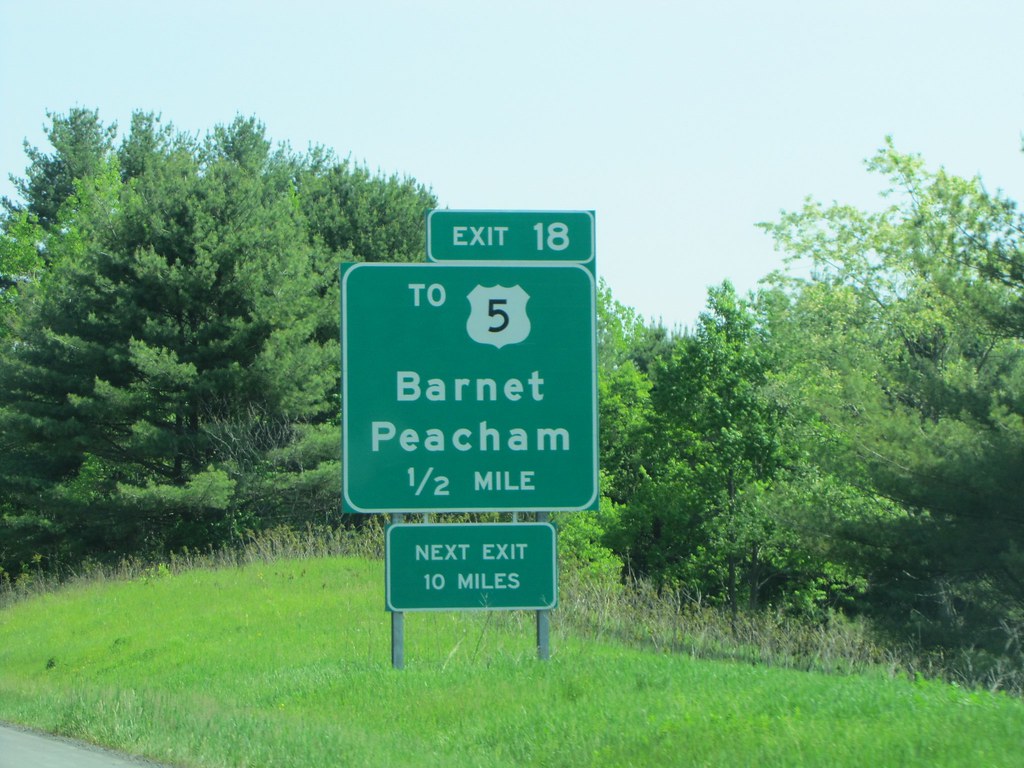 EXIT 18
TO 5
Barnet
Peacham
1/2 MILE
NEXT EXIT
10 MILES